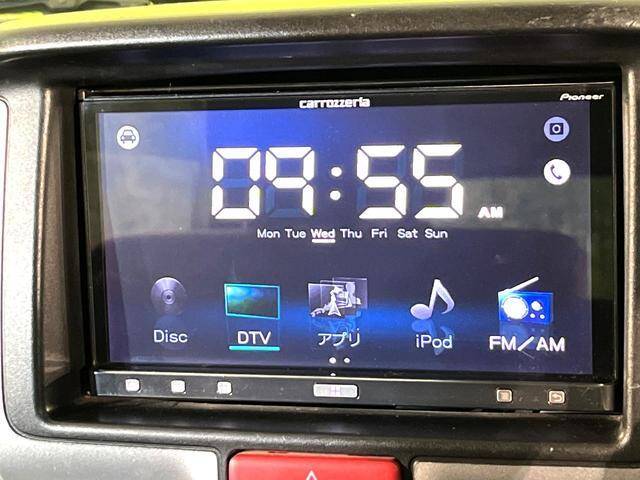 carrozzeria
Pioneer
09:55 AM
Mon Tue Wed Thu Fri Sat Sun
Disc DTV アプリ iPod FM／AM